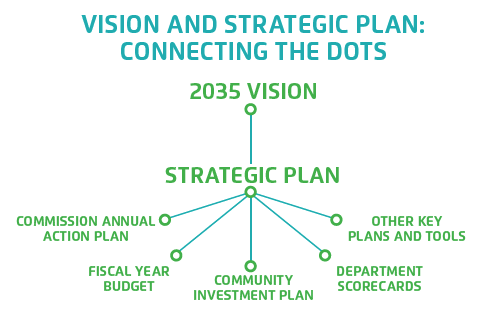 VISION AND STRATEGIC PLAN:
CONNECTING THE DOTS
2035 VISION
STRATEGIC PLAN
COMMISSION ANNUAL
ACTION PLAN
OTHER KEY
PLANS AND TOOLS
FISCAL YEAR
BUDGET
COMMUNITY
INVESTMENT PLAN
DEPARTMENT
SCORECARDS